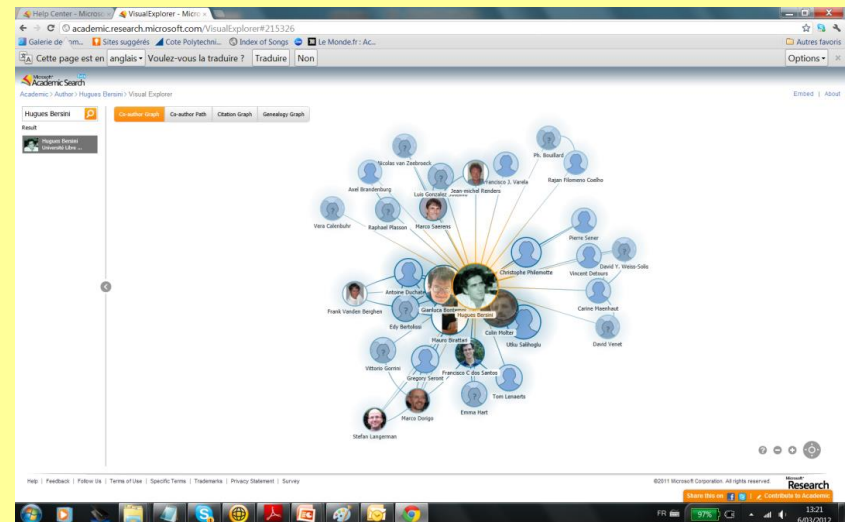 Help Center - Microso
VisualExplorer - Micro
academic.research.microsoft.com/VisualExplorer#215326
Galerie de
Sites suggérés
Cote Polytechni...
Index of Songs
Le Monde.fr : Ac...
Autres favoris
Cette page est en anglais Voulez-vous la traduire ? Traduire Non
Options
Microsoft
Academic Search
Academic > Author > Hugues Bersini > Visual Explorer
Embed | About
Hugues Bersini
Co-author Graph
Co-author Path
Citation Graph
Genealogy Graph
Result
Hugues Bersini
Université Libre ...
Nicolas van Zeebroeck
Ph. Bouillard
Francisco J. Varela
Rajan Filomeno Coelho
Axel Brandenburg
Luis Gonzalez
Jean-michel Renders
Vera Calenbuhr
Raphael Plasson
Marco Saerens
Pierre Sener
Christophe Philemotte
David Y. Weiss-Solis
Vincent Detours
Antoine Duchat
Frank Vanden Berghen
Gianluca
Hugues Bersini
Carine Maenhaut
Edy Bertolissi
Colin Molter
Mauro Birattari
Utku Salihoglu
David Venet
Vittorio Gorrini
Gregory Seront
Francisco C dos Santos
Tom Lenaerts
Marco Dorigo
Emma Hart
Stefan Langerman
Help | Feedback | Follow Us | Terms of Use | Specific Terms | Trademarks | Privacy Statement | Survey
©2011 Microsoft Corporation. All rights reserved.
Microsoft
Research
Share this on
Contribute to Academic
FR
97%
13:21
6/03/2012